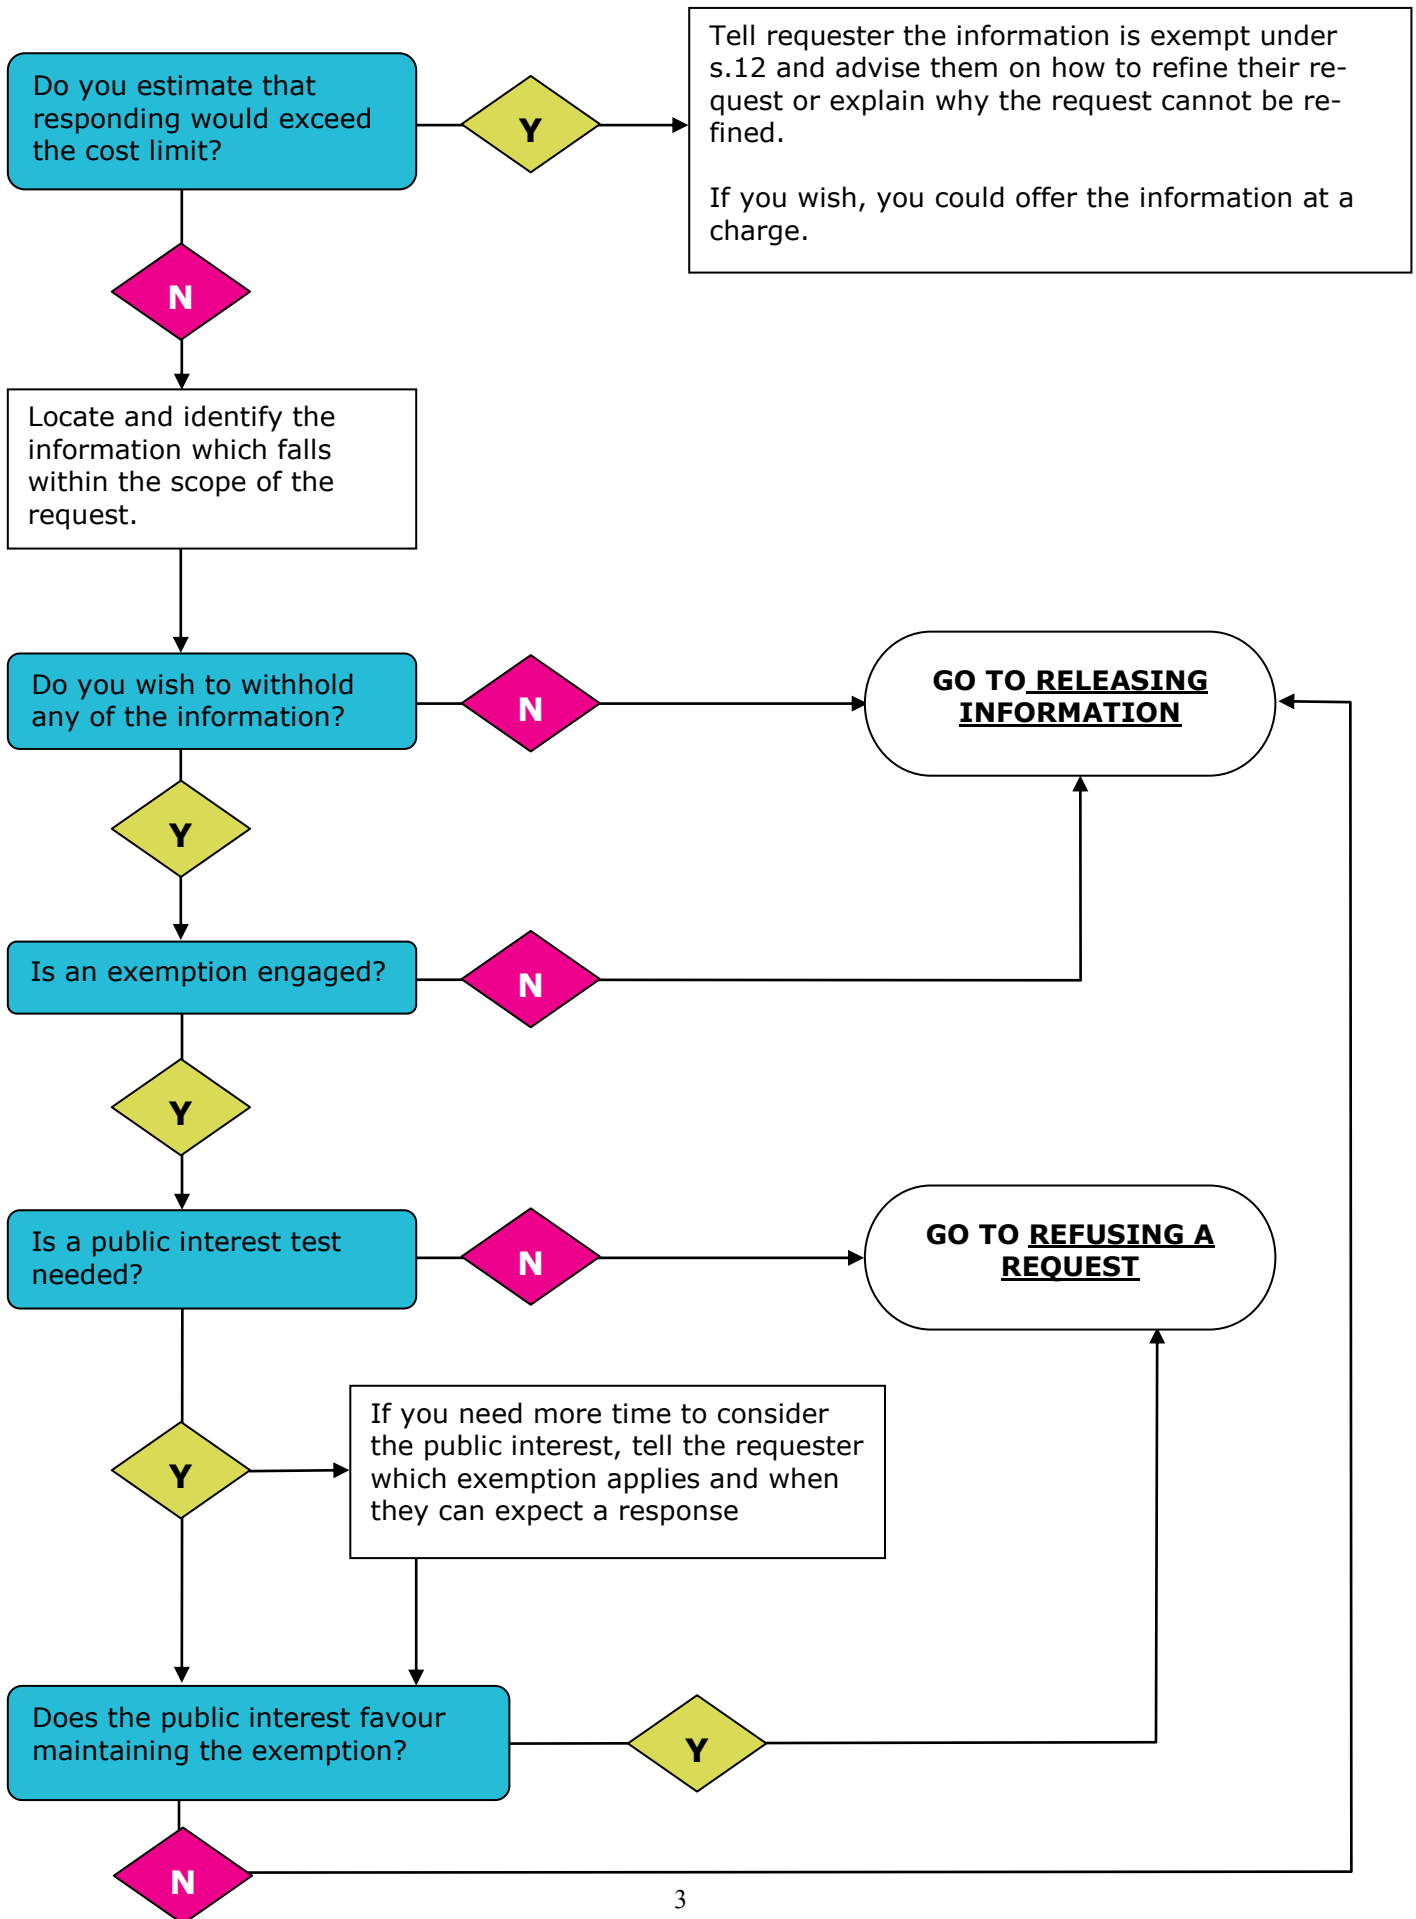 Do you estimate that
responding would exceed
the cost limit?
Y
Tell requester the information is exempt under
s.12 and advise them on how to refine their re-
quest or explain why the request cannot be re-
fined.
If you wish, you could offer the information at a
charge.
N
Locate and identify the
information which falls
within the scope of the
request.
Do you wish to withhold
any of the information?
N
GO TO RELEASING
INFORMATION
Y
Is an exemption engaged?
N
Y
Is a public interest test
needed?
N
GO TO REFUSING A
REQUEST
Y
If you need more time to consider
the public interest, tell the requester
which exemption applies and when
they can expect a response
Does the public interest favour
maintaining the exemption?
Y
N
3